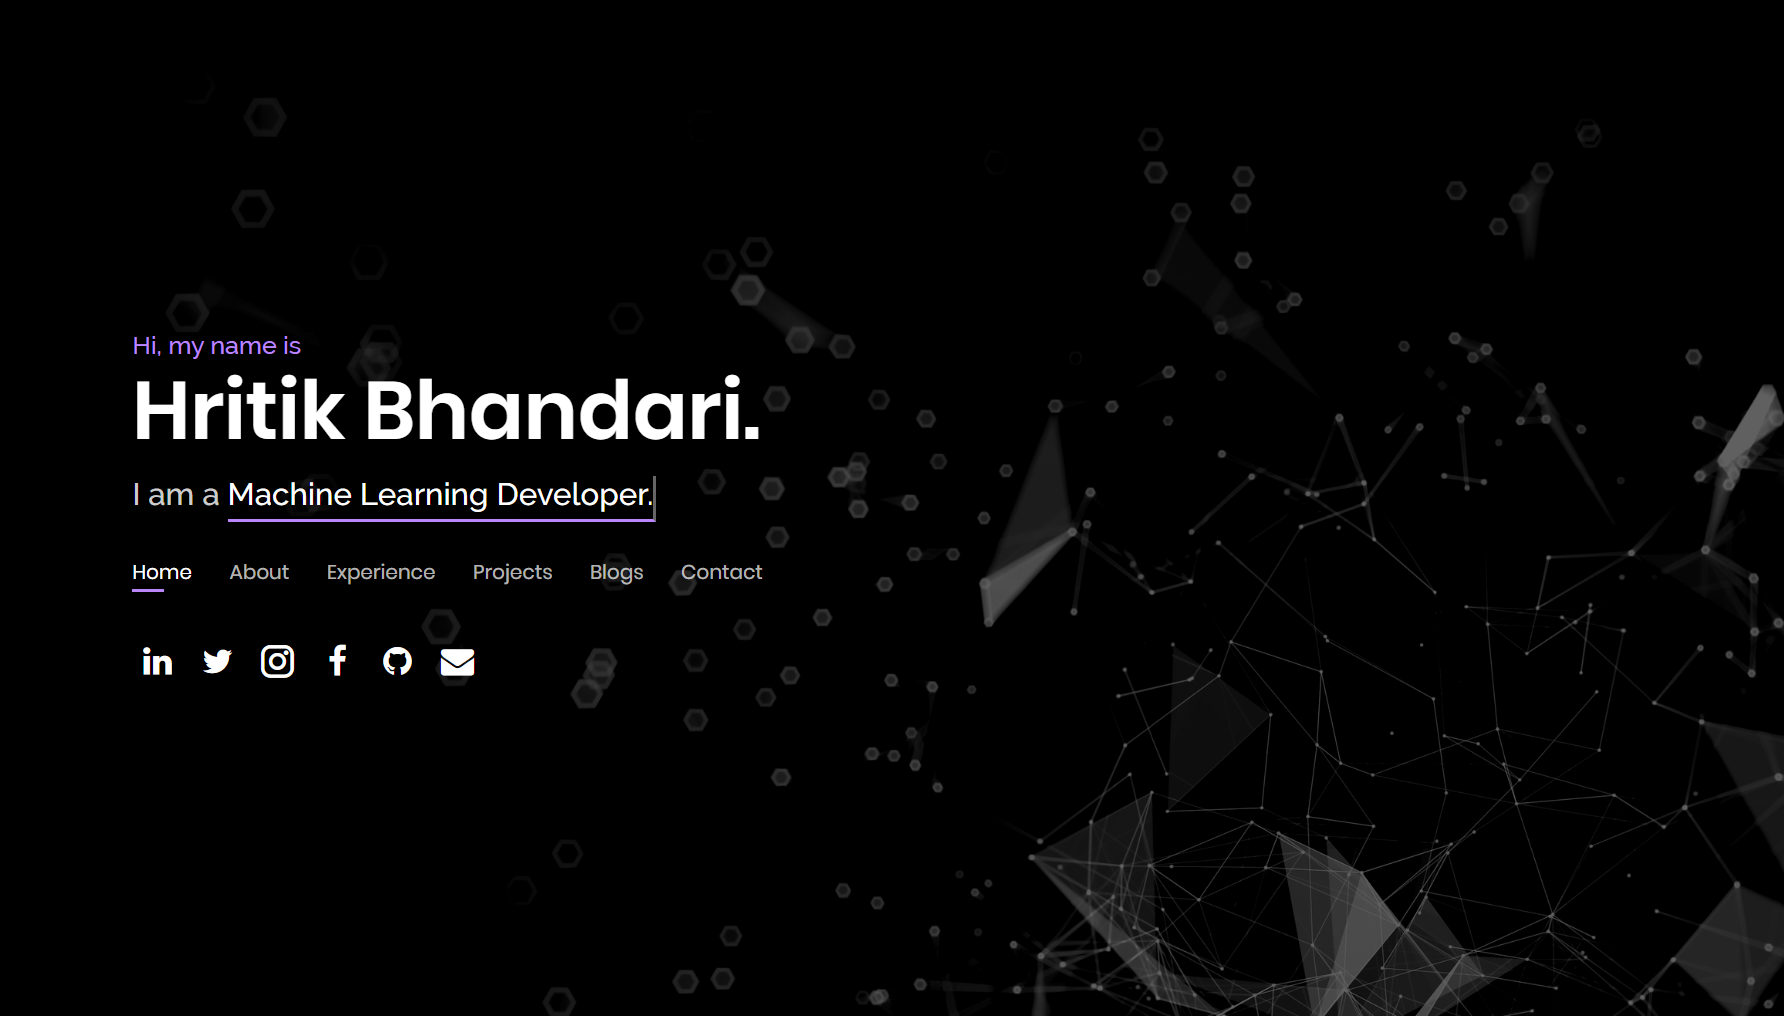 Hi, my name is
Hritik Bhandari.
I am a Machine Learning Developer.
Home About Experience Projects Blogs Contact